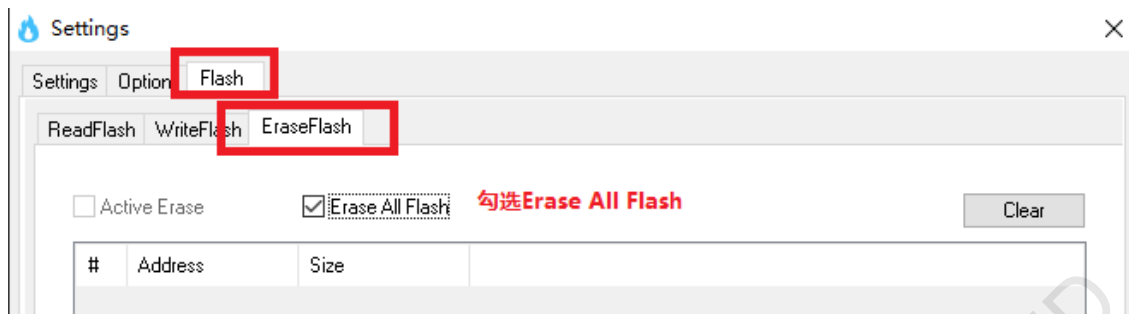 Settings
Settings Option Flash
ReadFlash WriteFlash EraseFlash
Active Erase Erase All Flash 勾选Erase All Flash Clear
# Address Size